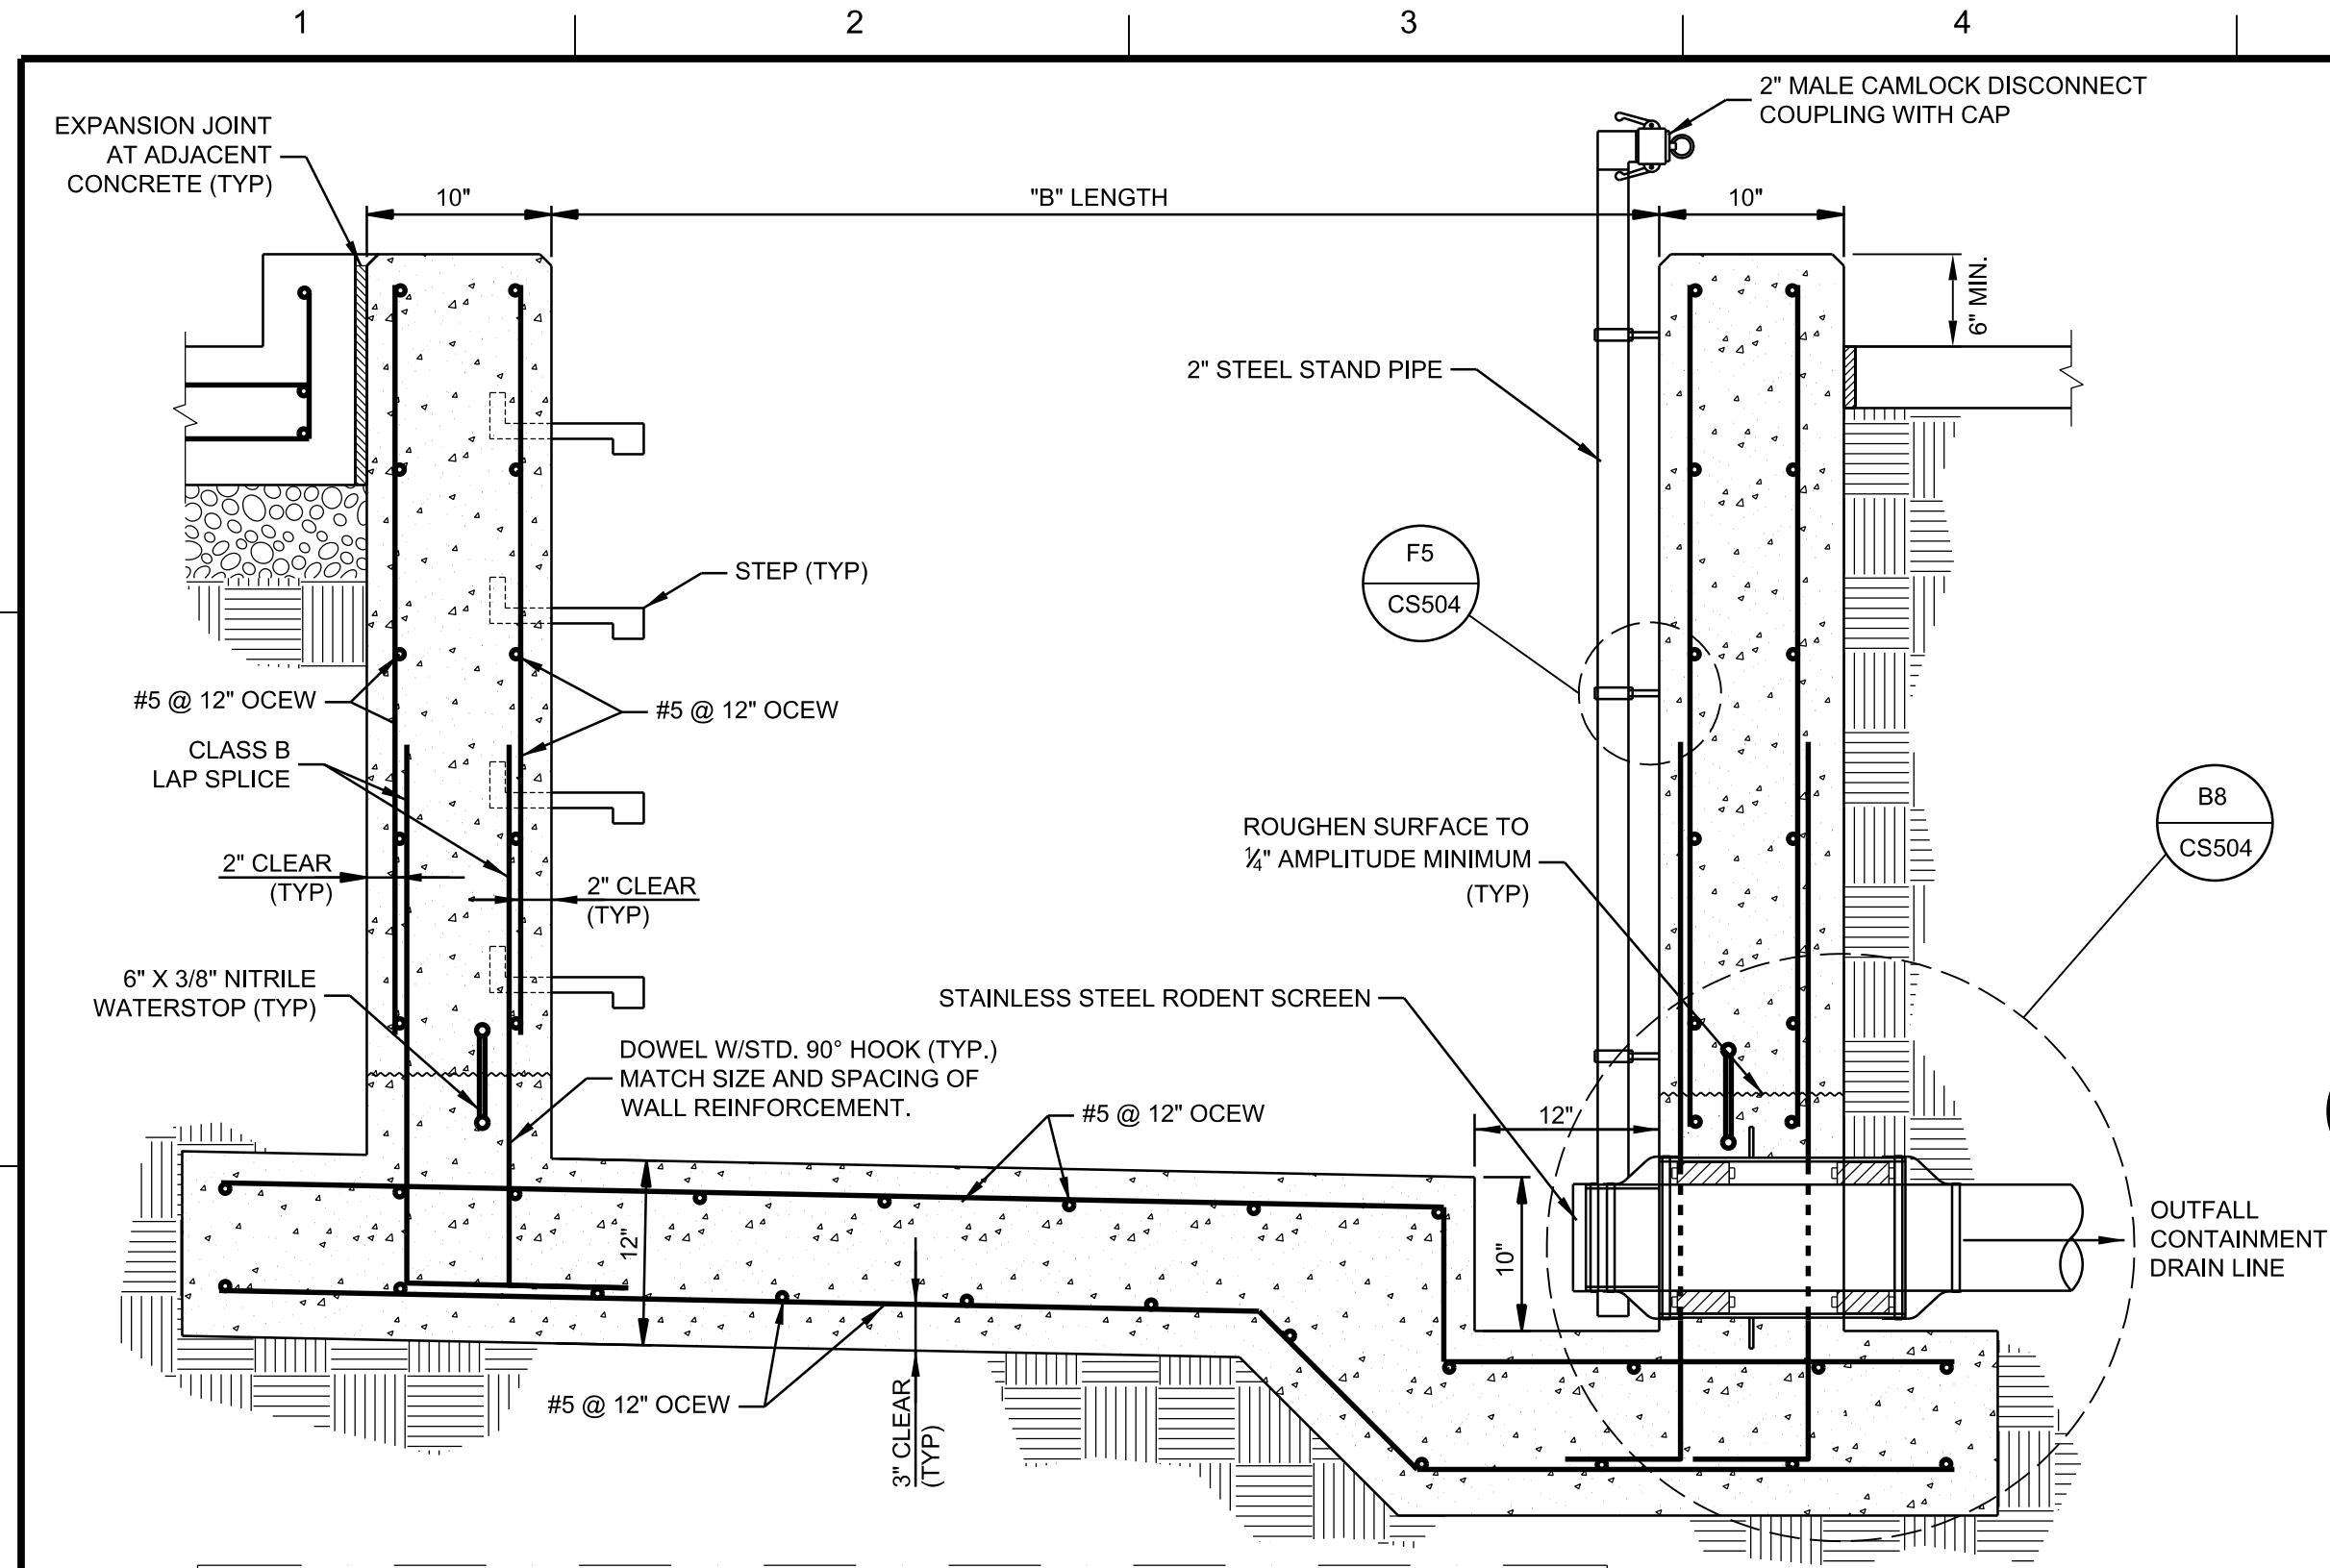 1
2
3
4
2" MALE CAMLOCK DISCONNECT
COUPLING WITH CAP
EXPANSION JOINT
AT ADJACENT
CONCRETE (TYP)
10"
"B" LENGTH
10"
6" MIN.
2" STEEL STAND PIPE
F5
CS504
STEP (TYP)
#5 @ 12" OCEW
#5 @ 12" OCEW
CLASS B
LAP SPLICE
B8
CS504
ROUGHEN SURFACE TO
¼" AMPLITUDE MINIMUM
(TYP)
2" CLEAR
(TYP)
2" CLEAR
(TYP)
6" X 3/8" NITRILE
WATERSTOP (TYP)
STAINLESS STEEL RODENT SCREEN
DOWEL W/STD. 90° HOOK (TYP.)
MATCH SIZE AND SPACING OF
WALL REINFORCEMENT.
#5 @ 12" OCEW
12"
12"
10"
OUTFALL
CONTAINMENT
DRAIN LINE
#5 @ 12" OCEW
3" CLEAR
(TYP)